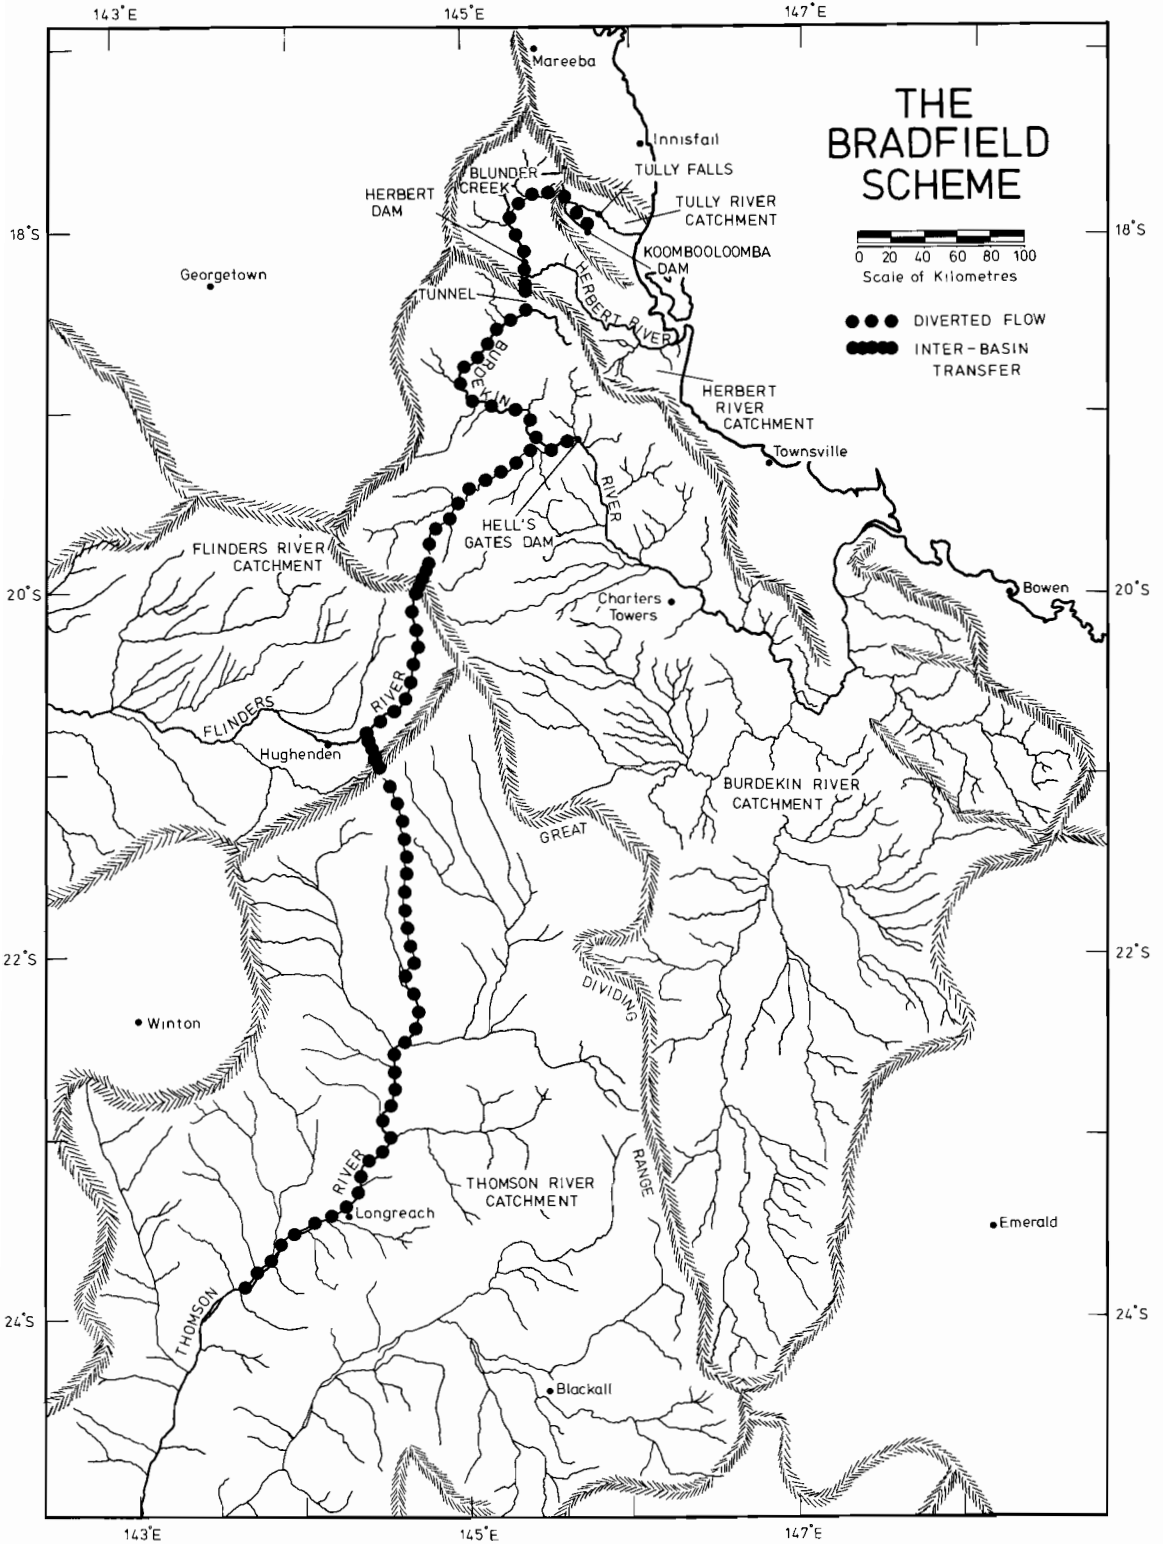 143°E
145°E
147°E
Mareeba
THE
BRADFIELD
SCHEME
Innisfail
TULLY FALLS
BLUNDER
CREEK
HERBERT
DAM
TULLY RIVER
CATCHMENT
18°S
18°S
KOOMBOOLOOMBA
DAM
0 20 40 60 80 100
Scale of Kilometres
Georgetown
TUNNEL
HERBERT RIVER
DIVERTED FLOW
INTER-BASIN
TRANSFER
BURDEKIN
RIVER
HERBERT
RIVER
CATCHMENT
Townsville
HELL'S
GATES DAM
FLINDERS RIVER
CATCHMENT
20°S
20°S
Charters
Towers
Bowen
FLINDERS
RIVER
Hughenden
BURDEKIN RIVER
CATCHMENT
GREAT
22°S
22°S
DIVIDING
Winton
RANGE
RIVER
THOMSON RIVER
CATCHMENT
Longreach
Emerald
THOMSON
24°S
24°S
Blackall
143°E
145°E
147°E